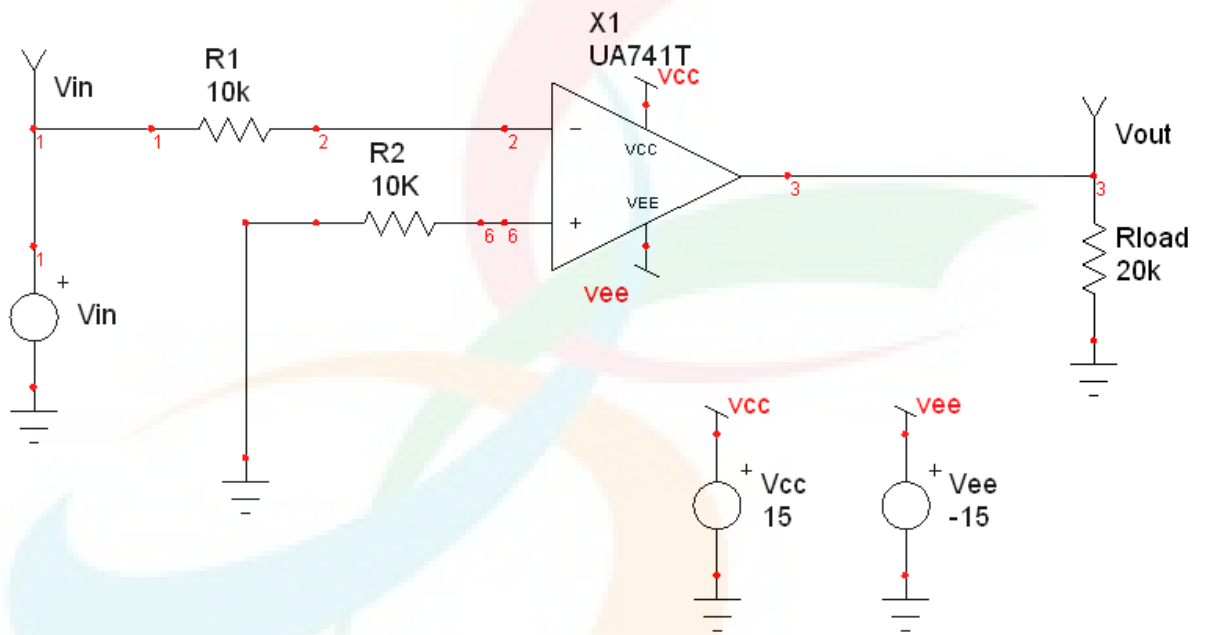 X1
UA741T
vcc
R1
10k
Vin
1
1
2
2
−
VCC
R2
10K
VEE
6
6
+
vee
3
3
Vout
Rload
20k
1
+
Vin
vcc
+
Vcc
15
vee
+
Vee
-15